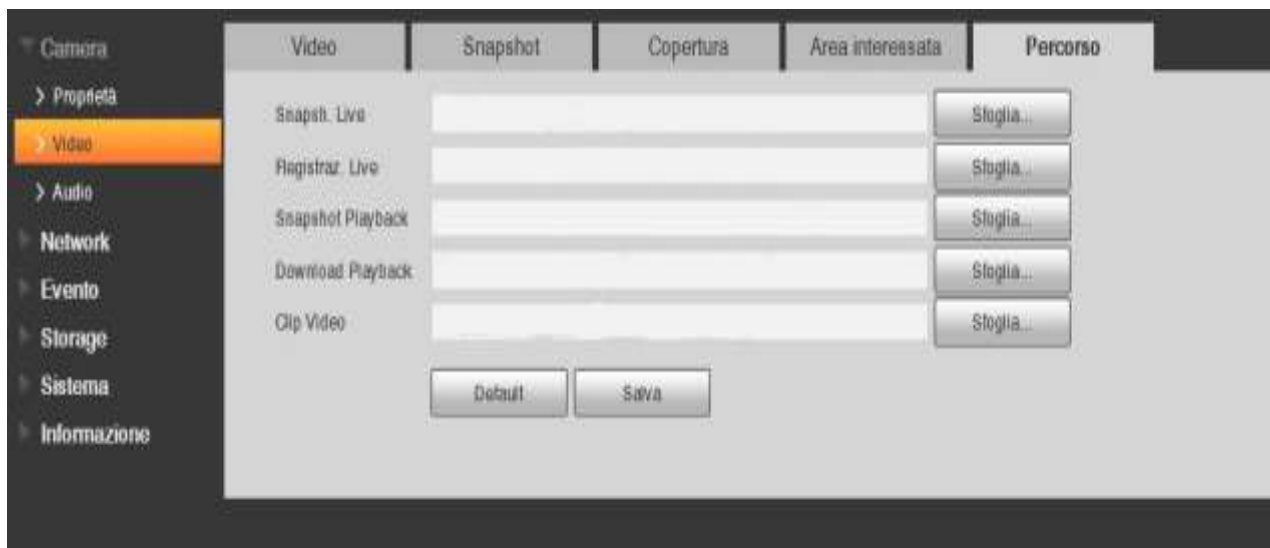 Camera
Proprietà
Video
Audio
Network
Evento
Storage
Sistema
Informazione
Video
Snapshot
Copertura
Area interessata
Percorso
Snapsh. Live
Sfoglia...
Registraz. Live
Sfoglia...
Snapshot Playback
Sfoglia...
Download Playback
Sfoglia...
Clip Video
Sfoglia...
Default
Salva